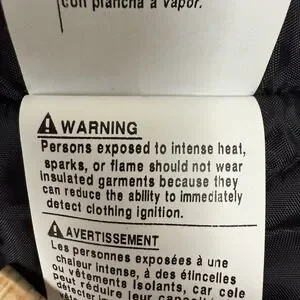 con plancha a vapor.
⚠ WARNING
Persons exposed to intense heat,
sparks, or flame should not wear
Insulated garments because they
can reduce the ability to immediately
detect clothing ignition.
⚠ AVERTISSEMENT
Les personnes exposées à une
chaleur intense, à des étincelles
ou vêtements isolants, car cela
peut réduire leur capacité
détecter